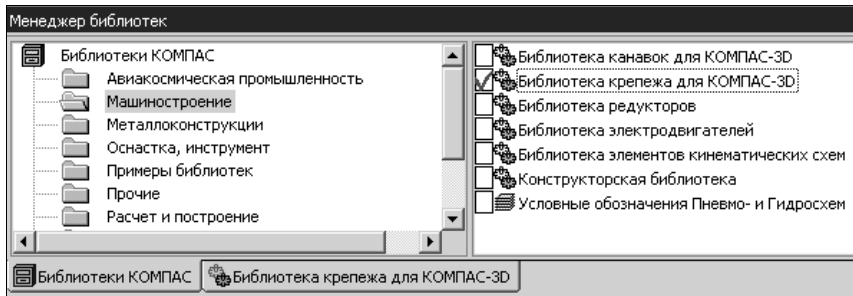 Менеджер библиотек
Библиотеки КОМПАС
Авиакосмическая промышленность
Машиностроение
Металлоконструкции
Оснастка, инструмент
Примеры библиотек
Прочие
Расчет и построение
Библиотека канавок для КОМПАС-3D
Библиотека крепежа для КОМПАС-3D
Библиотека редукторов
Библиотека электродвигателей
Библиотека элементов кинематических схем
Конструкторская библиотека
Условные обозначения Пневмо- и Гидросхем
Библиотеки КОМПАС Библиотека крепежа для КОМПАС-3D